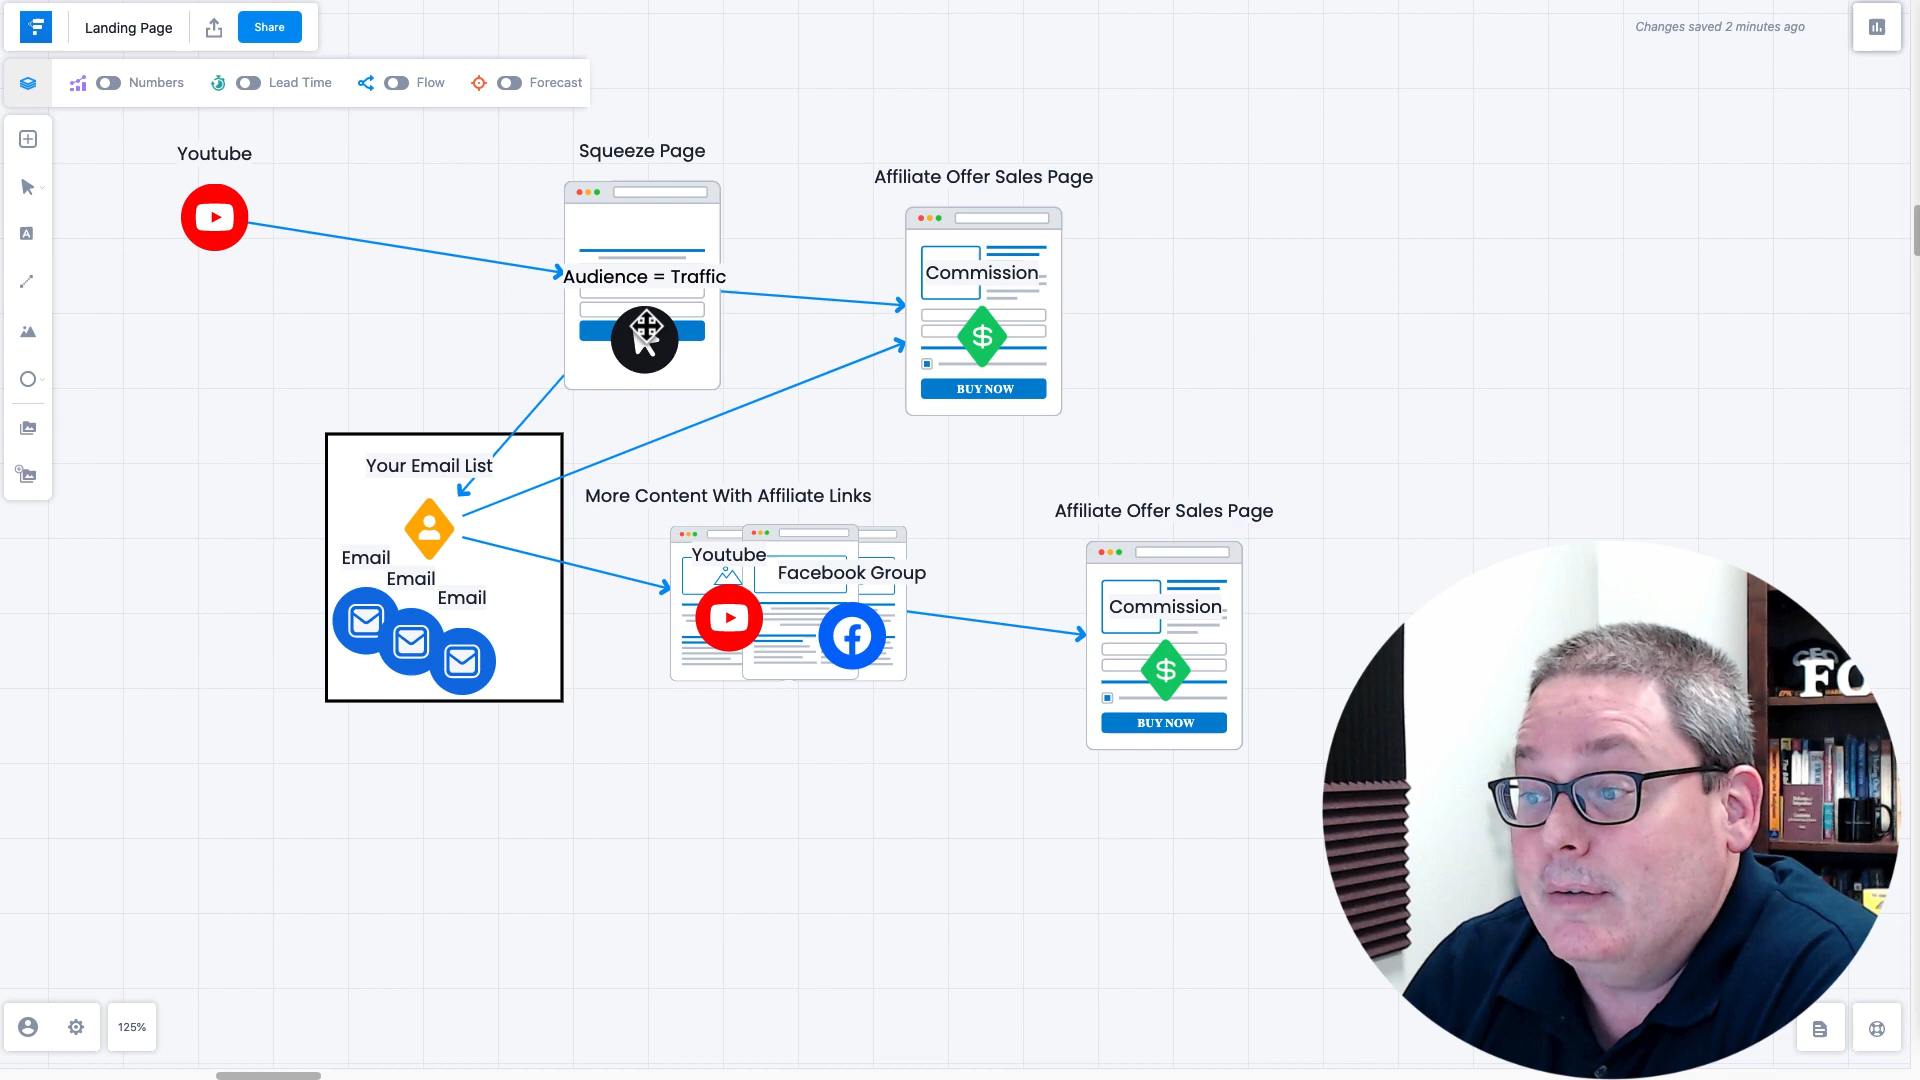 Landing Page
Share
Changes saved 2 minutes ago
Numbers
Lead Time
Flow
Forecast
Youtube
Squeeze Page
Affiliate Offer Sales Page
Audience = Traffic
Commission
$
BUY NOW
Your Email List
Email
Email
Email
More Content With Affiliate Links
Youtube
Facebook Group
Affiliate Offer Sales Page
Commission
$
BUY NOW
125%